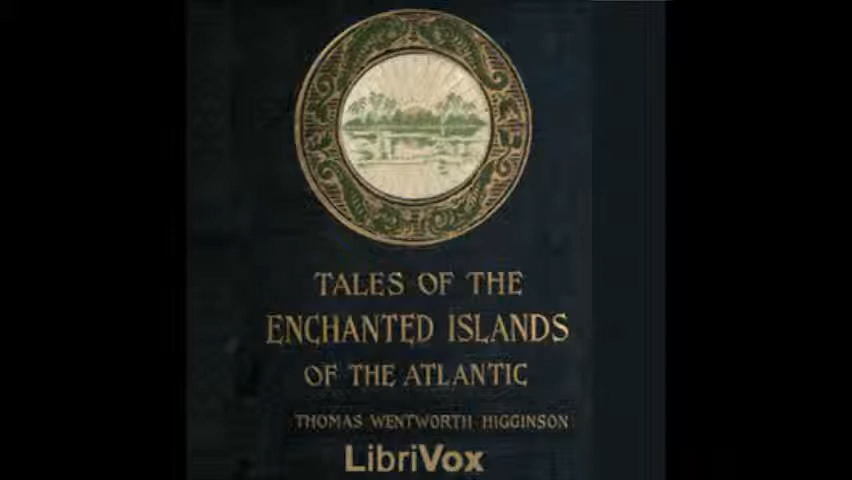 TALES OF THE
ENCHANTED ISLANDS
OF THE ATLANTIC
THOMAS WENTWORTH HIGGINSON
LibriVox